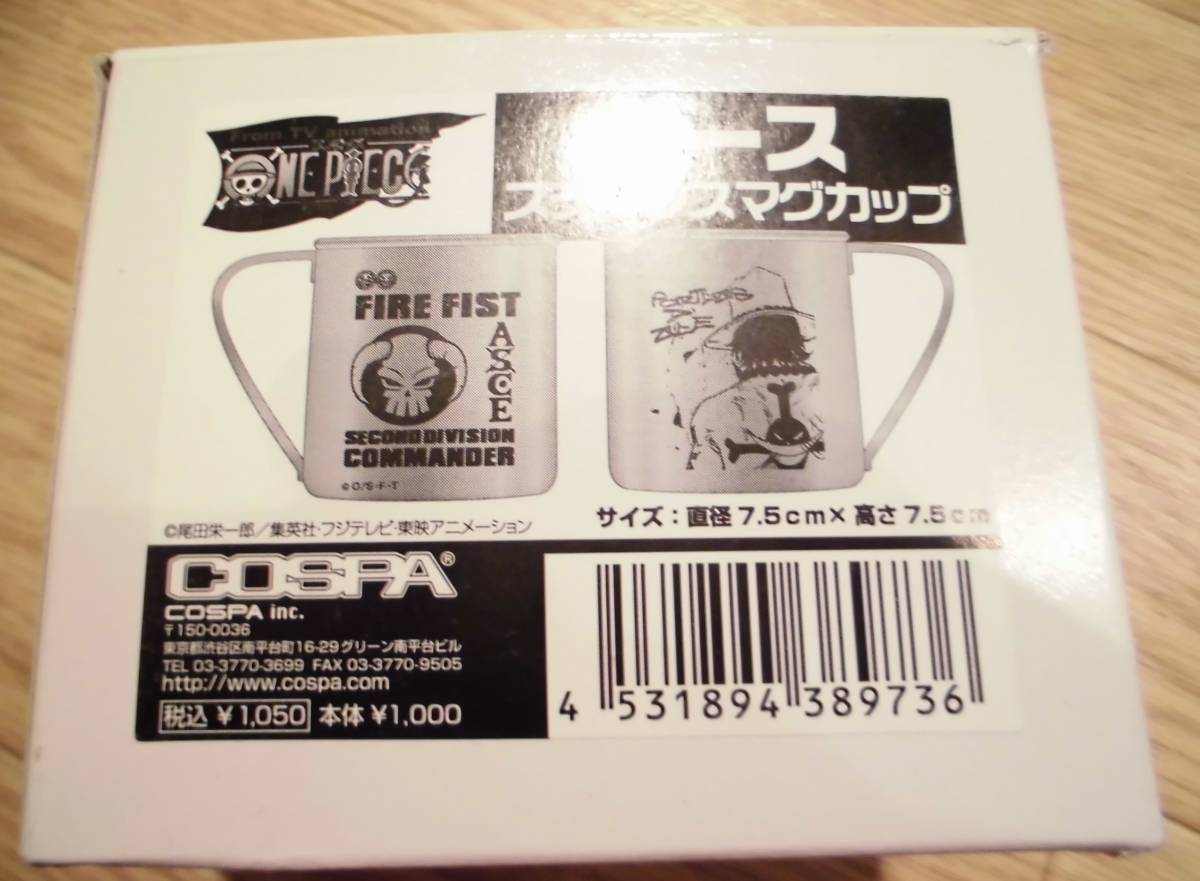 From TV animation
ONE PIECE
ース
スマグカップ
FIRE FIST
ASCE
SECOND DIVISION
COMMANDER
©O/S・F・T
サイズ：直径7.5cm×高さ7.5cm
©尾田栄一郎／集英社・フジテレビ・東映アニメーション
COSPA®
COSPA inc.
〒150-0036
東京都渋谷区南平台町16-29グリーン南平台ビル
TEL 03-3770-3699 FAX 03-3770-9505
http://www.cospa.com
税込 ¥1,050 本体 ¥1,000
4 531894 389736